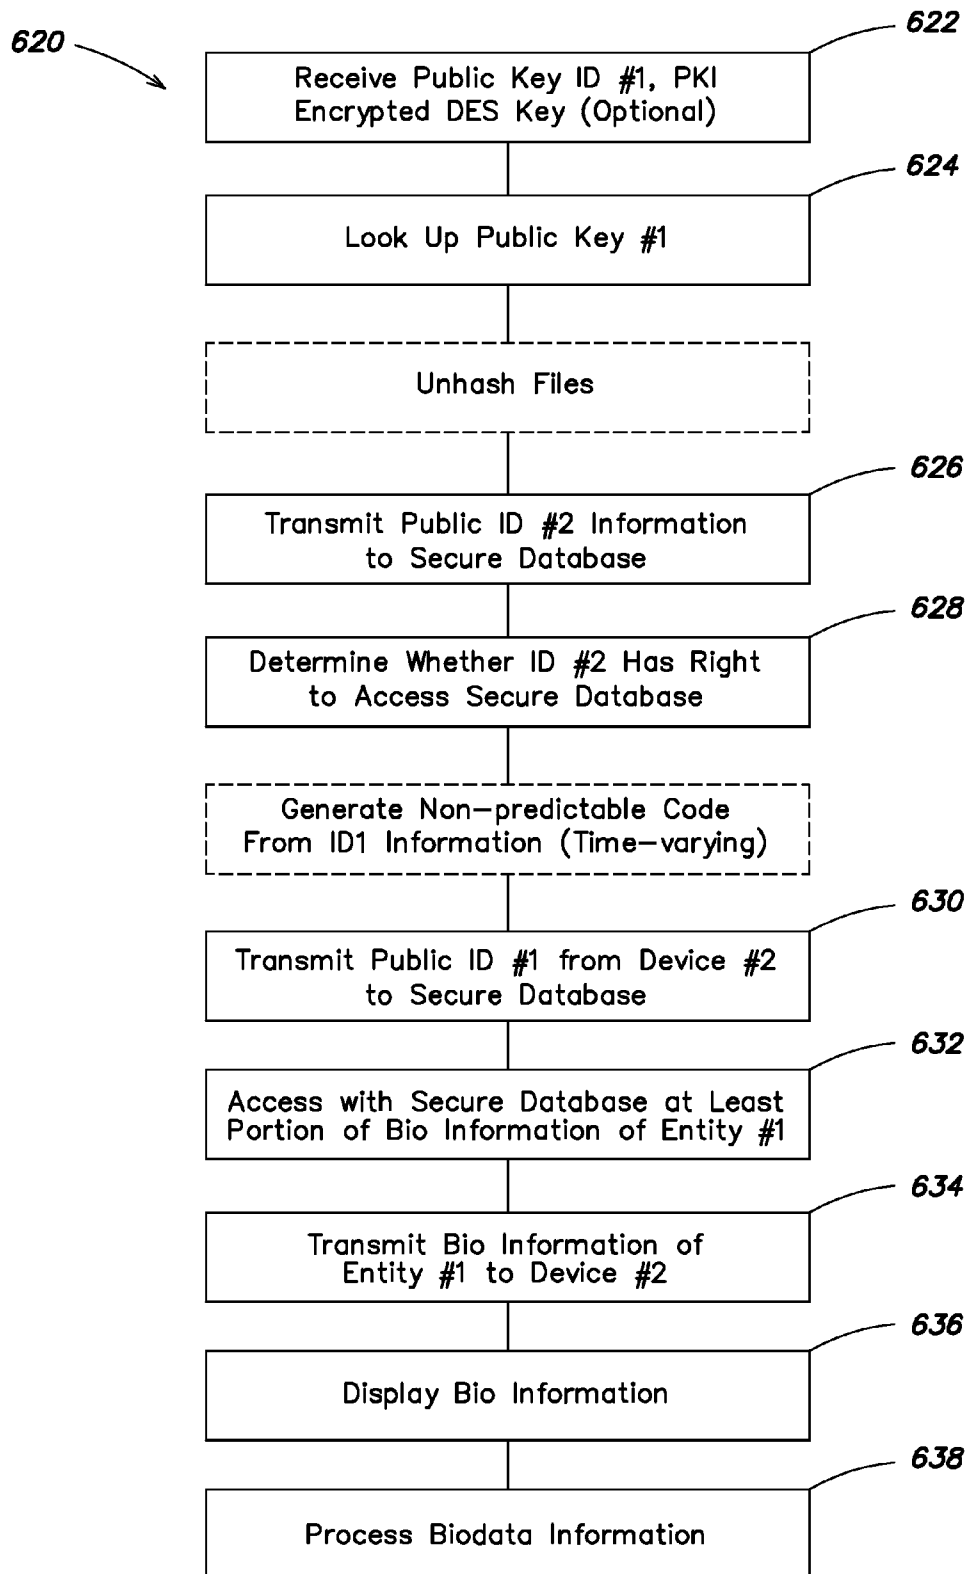 620
622
Receive Public Key ID #1, PKI
Encrypted DES Key (Optional)
624
Look Up Public Key #1
Unhash Files
626
Transmit Public ID #2 Information
to Secure Database
628
Determine Whether ID #2 Has Right
to Access Secure Database
Generate Non-predictable Code
From ID1 Information (Time-varying)
630
Transmit Public ID #1 from Device #2
to Secure Database
632
Access with Secure Database at Least
Portion of Bio Information of Entity #1
634
Transmit Bio Information of
Entity #1 to Device #2
636
Display Bio Information
638
Process Biodata Information